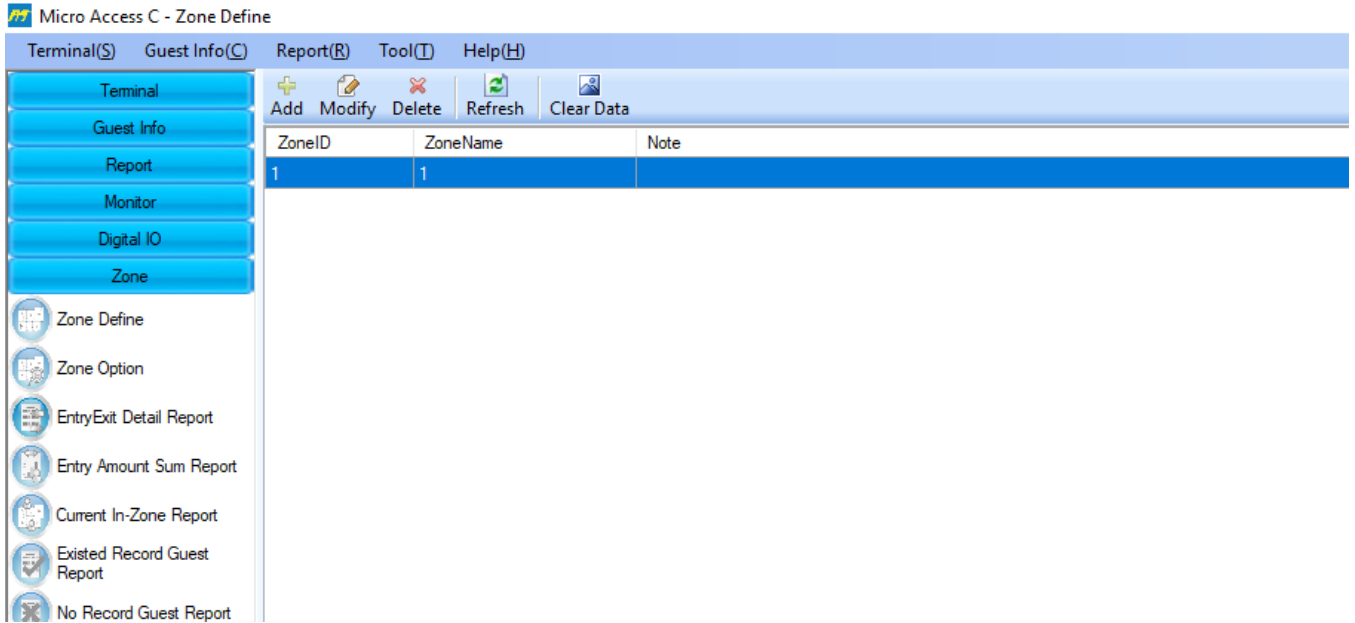 Micro Access C - Zone Define
Terminal(S) Guest Info(C) Report(R) Tool(T) Help(H)
Terminal
Guest Info
Report
Monitor
Digital IO
Zone
Zone Define
Zone Option
EntryExit Detail Report
Entry Amount Sum Report
Current In-Zone Report
Existed Record Guest
Report
No Record Guest Report
Add Modify Delete Refresh Clear Data
ZoneID ZoneName Note
1 1